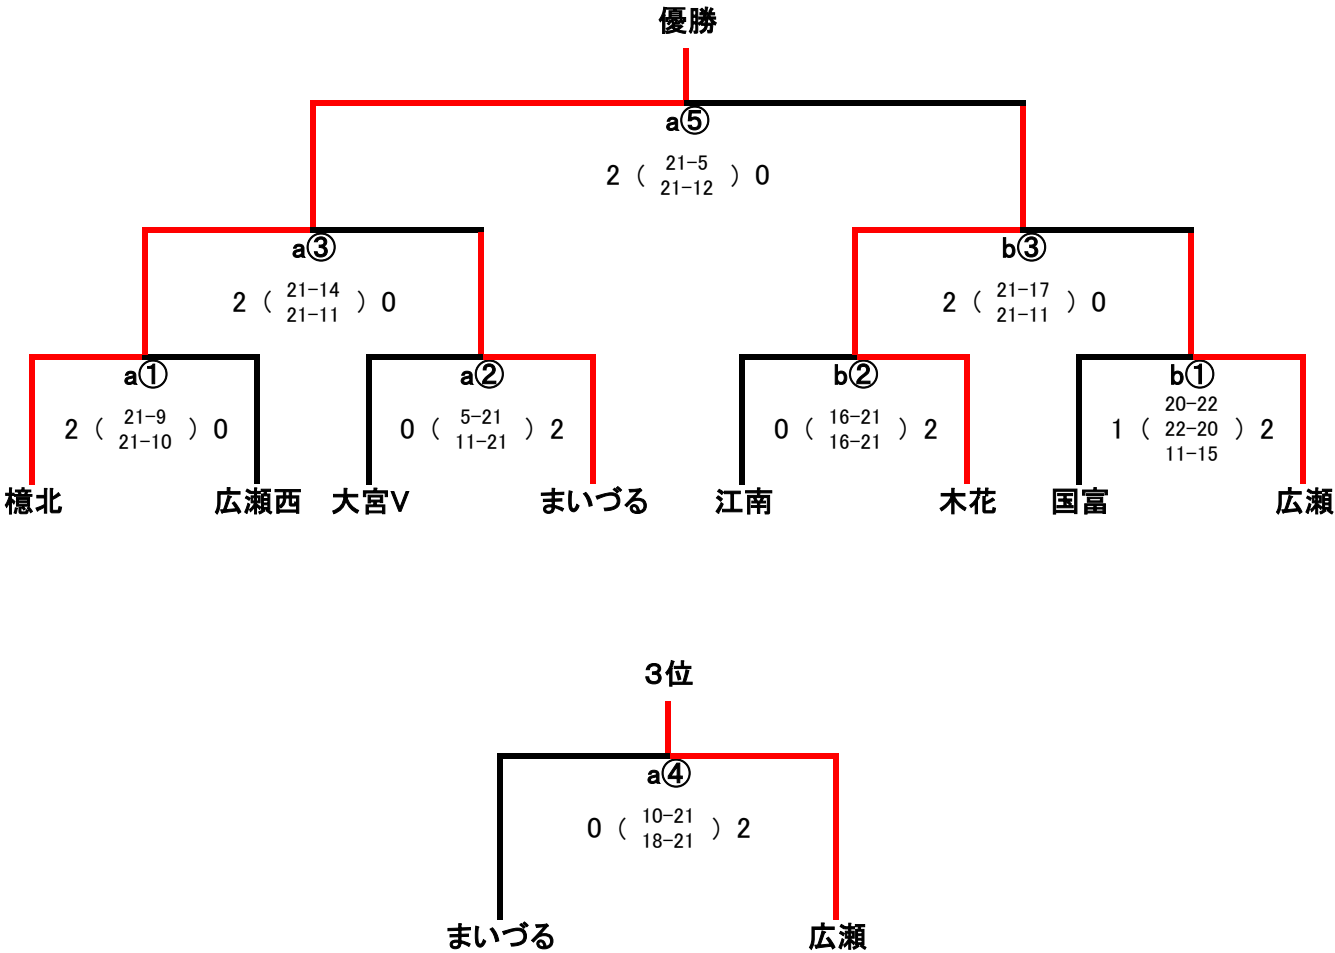 優勝
a⑤
2 ( 21-5 21-12 ) 0
a③
b③
2 ( 21-14 21-11 ) 0
2 ( 21-17 21-11 ) 0
a①
a②
b②
b①
2 ( 21-9 21-10 ) 0
0 ( 5-21 11-21 ) 2
0 ( 16-21 16-21 ) 2
1 ( 20-22 22-20 11-15 ) 2
檍北
広瀬西
大宮V
まいづる
江南
木花
国富
広瀬
3位
a④
0 ( 10-21 18-21 ) 2
まいづる
広瀬